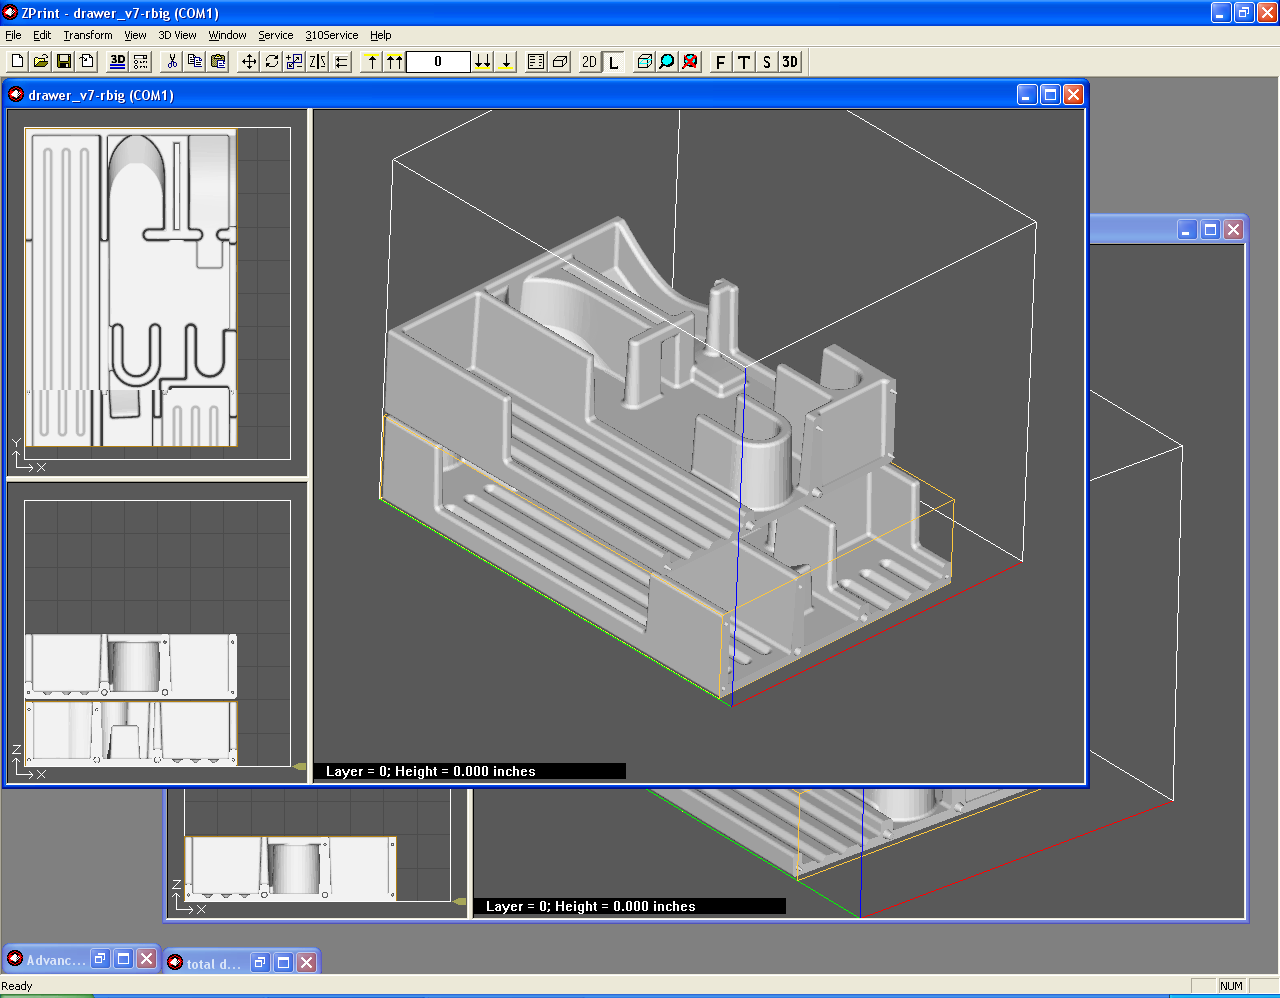 ZPrint - drawer_v7-rbig (COM1)
File Edit Transform View 3D View Window Service 310Service Help
3D 0 2D L F T S 3D
drawer_v7-rbig (COM1)
Y
X
Z
X
Layer = 0; Height = 0.000 inches
Z
X
Layer = 0; Height = 0.000 inches
Advanc...
total d...
Ready
NUM